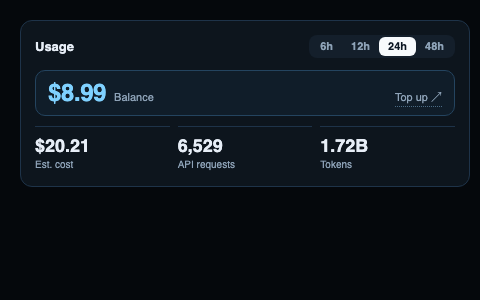 Usage 6h 12h 24h 48h
$8.99 Balance Top up ↗
$20.21 6,529 1.72B
Est. cost API requests Tokens